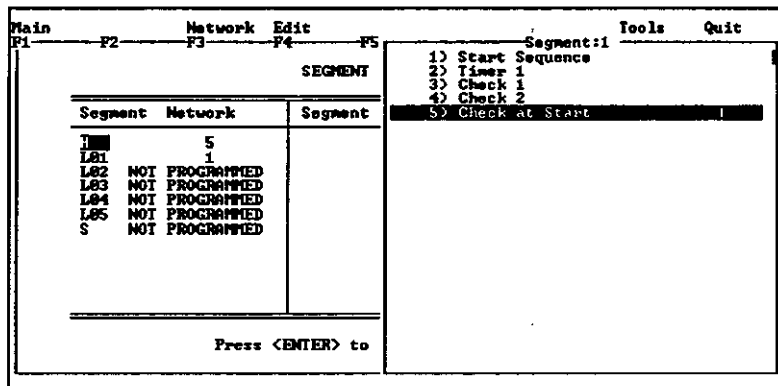 Main Network Edit Tools Quit
F1 F2 F3 F4 F5
Segment:1
1) Start Sequence
2) Timer 1
3) Check 1
4) Check 2
5) Check at Start
SEGMENT
Segment Network Segment
5
L01 1
L02 NOT PROGRAMMED
L03 NOT PROGRAMMED
L04 NOT PROGRAMMED
L05 NOT PROGRAMMED
S NOT PROGRAMMED
Press <ENTER> to